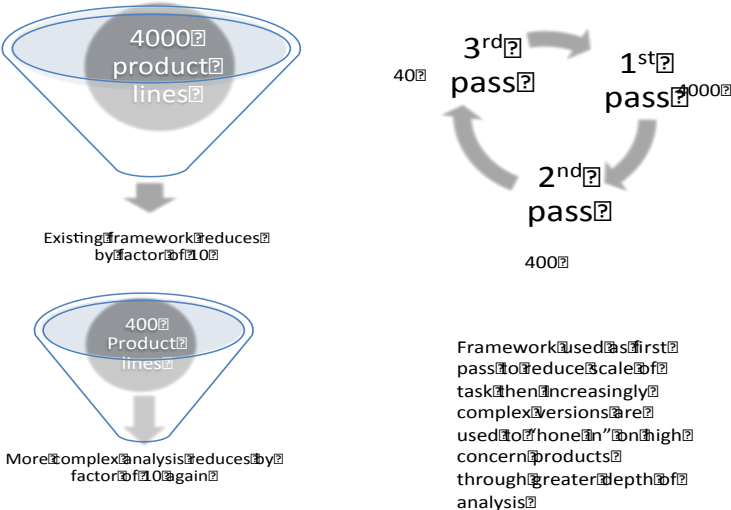 4000
product
lines
Existing framework reduces
by factor of 10
400
Product
lines
More complex analysis reduces by
factor of 10 again
3rd
pass
40
1st
pass
4000
2nd
pass
400
Framework used as first
pass to reduce scale of
task then increasingly
complex versions are
used to “hone in” on high
concern products
through greater depth of
analysis